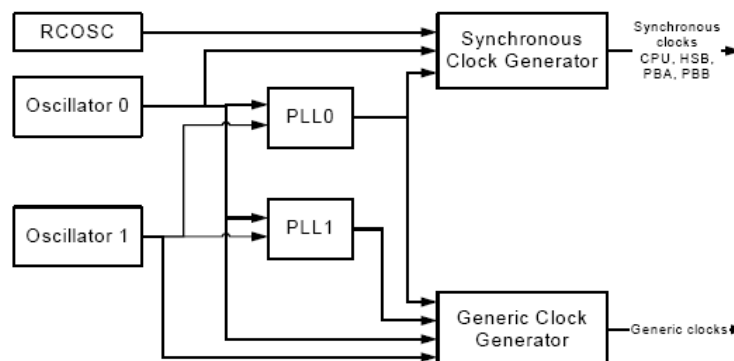 RCOSC
Oscillator 0
Oscillator 1
PLL0
PLL1
Synchronous
Clock Generator
Synchronous
clocks
CPU, HSB,
PBA, PBB
Generic Clock
Generator
Generic clocks